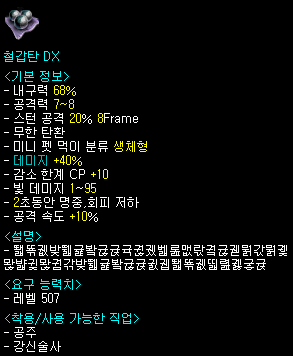 철갑탄 DX
<기본 정보>
- 내구력 68%
- 공격력 7~8
- 스턴 공격 20% 8Frame
- 무한 탄환
- 미니 펫 먹이 분류 생체형
- 데미지 +40%
- 감소 한계 CP +10
- 빛 데미지 1~95
- 2초동안 명중,회피 저하
- 공격 속도 +10%
<설명>
<요구 능력치>
- 레벨 507
<착용/사용 가능한 직업>
- 공주
- 강신술사